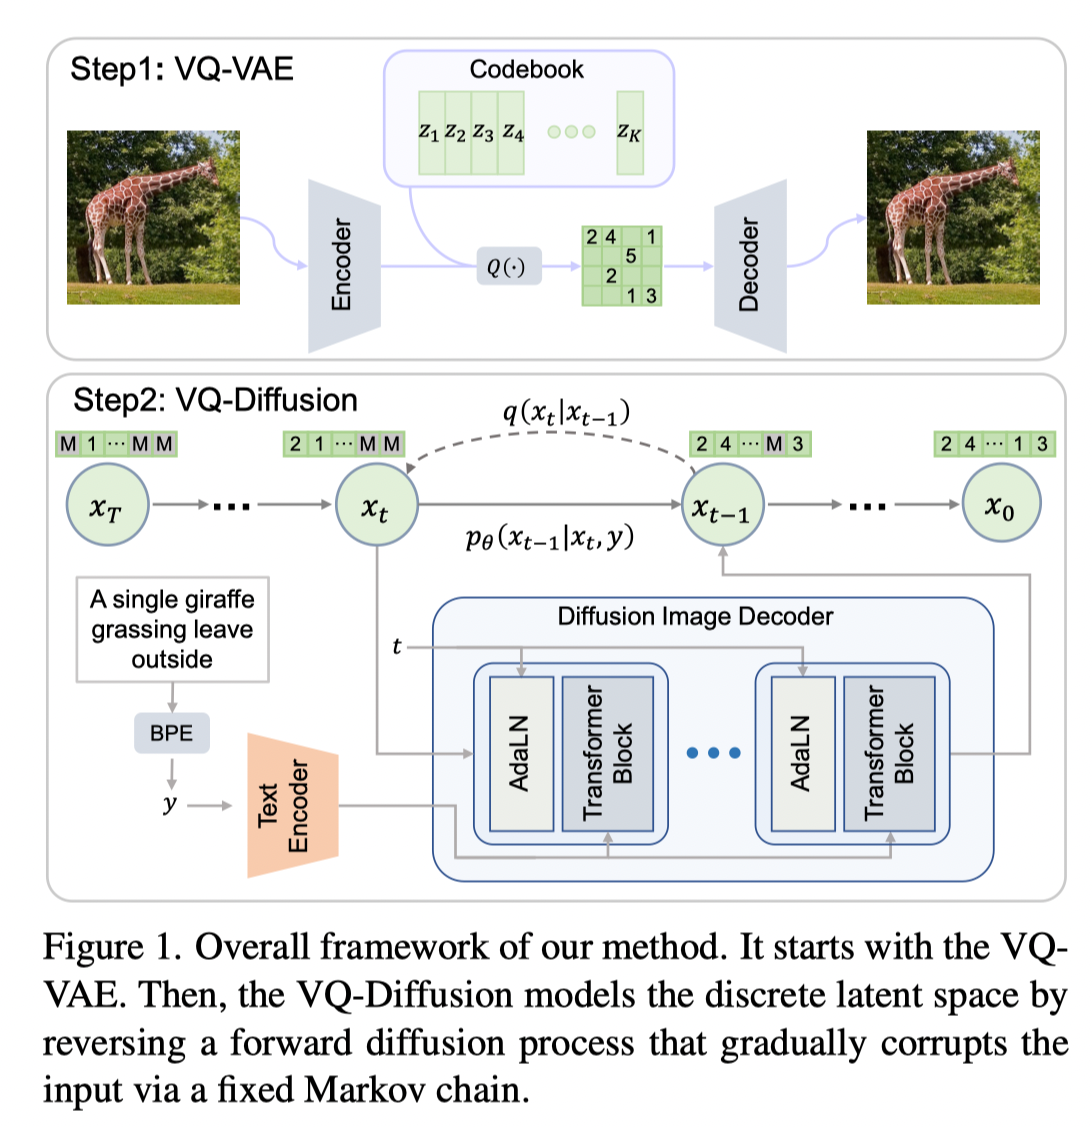 Step1: VQ-VAE
Codebook
z₁ z₂ z₃ z₄ z_K
Encoder
Q(·)
2 4 1
5
2
1 3
Decoder
Step2: VQ-Diffusion
q(x_t|x_{t−1})
M 1 ··· M M
2 1 ··· M M
2 4 ··· M 3
2 4 ··· 1 3
x_T
x_t
x_{t−1}
x_0
p_θ(x_{t−1}|x_t, y)
A single giraffe
grassing leave
outside
BPE
y
Text
Encoder
Diffusion Image Decoder
t
AdaLN
Transformer
Block
AdaLN
Transformer
Block
Figure 1. Overall framework of our method. It starts with the VQ-
VAE. Then, the VQ-Diffusion models the discrete latent space by
reversing a forward diffusion process that gradually corrupts the
input via a fixed Markov chain.